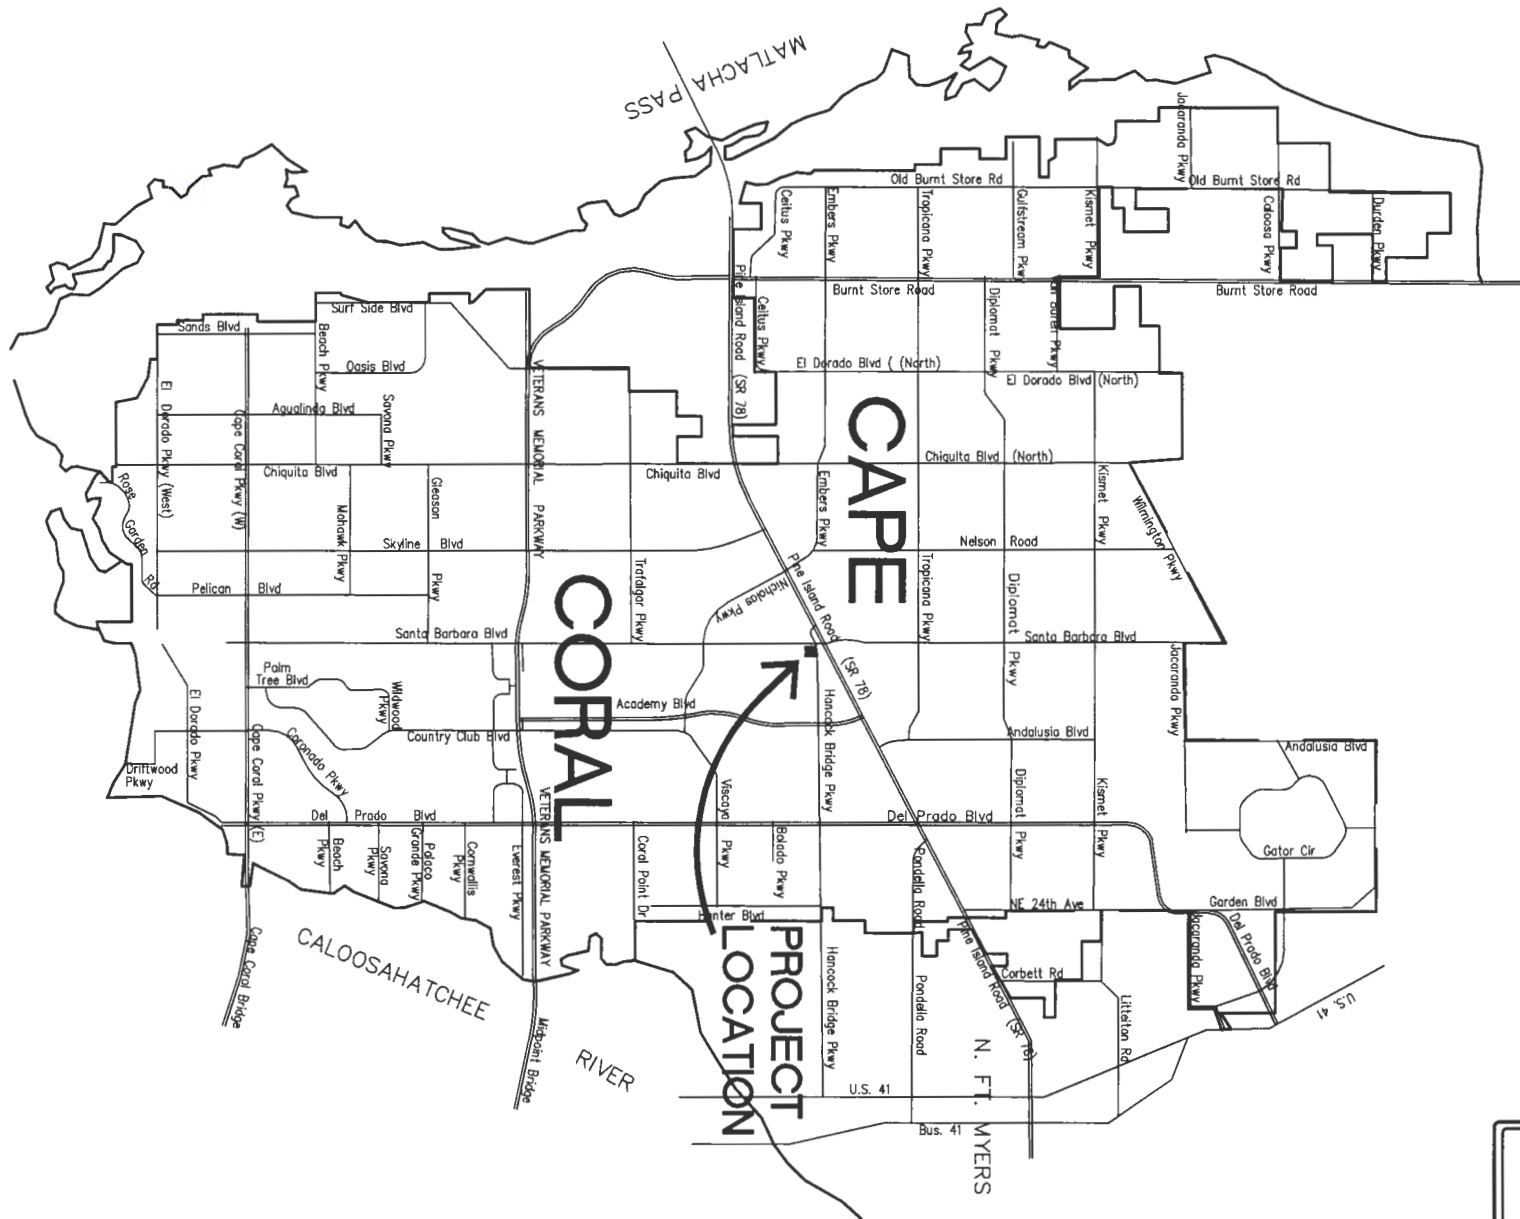 MATLACHA PASS
Jacaranda Pkwy
Old Burnt Store Rd
Old Burnt Store Rd
Ceitus Pkwy
Embers Pkwy
Tropicana Pkwy
Gulfstream Pkwy
Kismet Pkwy
Caloosa Pkwy
Durden Pkwy
Burnt Store Road
Burnt Store Road
Pine Island Road (SR 78)
Ceitus Pkwy
Diplomat Pkwy
Buren Pkwy
El Dorado Blvd ( (North)
El Dorado Blvd (North)
Surf Side Blvd
Sands Blvd
Beach Pkwy
Oasis Blvd
VETERANS MEMORIAL PARKWAY
El Dorado Pkwy (West)
Cape Coral Pkwy (W)
Agualinda Blvd
Savona Pkwy
CAPE
CORAL
Chiquita Blvd
Chiquita Blvd
Chiquita Blvd (North)
Rose Garden Rd
Mohawk Pkwy
Gleason Pkwy
Embers Pkwy
Kismet Pkwy
Wilmington Pkwy
Skyline Blvd
Nelson Road
Trafalgar Pkwy
Nicholas Pkwy
Pine Island Road (SR 78)
Tropicana Pkwy
Diplomat Pkwy
Pelican Blvd
Santa Barbara Blvd
Santa Barbara Blvd
Jacaranda Pkwy
Palm
Tree Blvd
Wildwood
Pkwy
El Dorado Pkwy
Academy Blvd
Hancock Bridge Pkwy
Country Club Blvd
Coronado Pkwy
Cape Coral Pkwy (E)
Andalusia Blvd
Andalusia Blvd
Driftwood
Pkwy
Viscaya Pkwy
Diplomat Pkwy
Kismet Pkwy
Del Prado Blvd
Del Prado Blvd
VETERANS MEMORIAL PARKWAY
Beach
Pkwy
Savona
Pkwy
Palaco
Grande Pkwy
Cornwallis
Pkwy
Everest Pkwy
Coral Point Dr
Balado Pkwy
Pondella Road
Gator Cir
Hunter Blvd
NE 24th Ave
Garden Blvd
Del Prado Blvd
Jacaranda Pkwy
PROJECT
LOCATION
Cape Coral Bridge
CALOOSAHATCHEE
RIVER
Midpoint Bridge
Hancock Bridge Pkwy
Pondella Road
Pine Island Road (SR 78)
Corbett Rd
Littelton Rd
U.S. 41
U.S. 41
Bus. 41
N. FT. MYERS